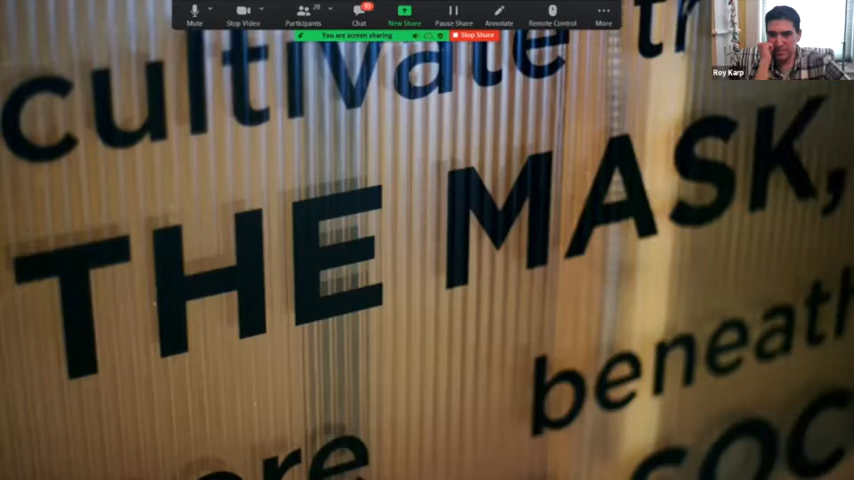 Mute
Stop Video
Participants
28
Chat
New Share
Pause Share
Annotate
Remote Control
More
You are screen sharing
Stop Share
Roy Karp
cultivate
THE MASK,
beneath